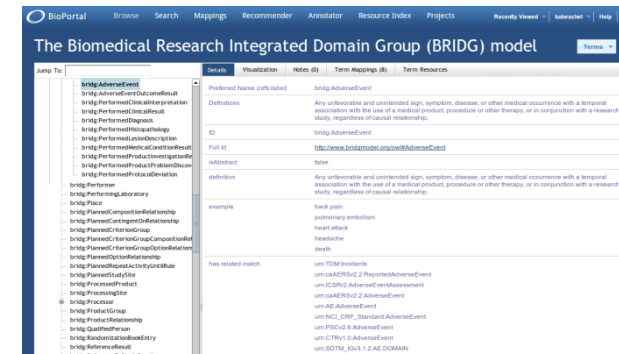 BioPortal Browse Search Mappings Recommender Annotator Resource Index Projects Recently Viewed Help
The Biomedical Research Integrated Domain Group (BRIDG) model Terms
Jump To:
bridg:AdverseEvent
bridg:AdverseEventOutcomeResult
bridg:PerformedClinicalInterpretation
bridg:PerformedClinicalResult
bridg:PerformedDiagnosis
bridg:PerformedHistopathology
bridg:PerformedLesionDescription
bridg:PerformedMedicalConditionResult
bridg:PerformedProductInvestigationRe
bridg:PerformedProductProblemDiscov
bridg:PerformedProtocolDeviation
bridg:Performer
bridg:PerformingLaboratory
bridg:Place
bridg:PlannedCompositionRelationship
bridg:PlannedContingentOnRelationship
bridg:PlannedCriterionGroup
bridg:PlannedCriterionGroupCompositionRel
bridg:PlannedCriterionGroupOptionRelation
bridg:PlannedOptionRelationship
bridg:PlannedRepeatActivityUntilRule
bridg:PlannedStudySite
bridg:ProcessedProduct
bridg:ProcessingSite
bridg:Processor
bridg:ProductGroup
bridg:ProductRelationship
bridg:QualifiedPerson
bridg:RandomizationBookEntry
bridg:ReferenceResult
Details Visualization Notes (0) Term Mappings (8) Term Resources
Preferred Name (rdfs:label) bridg:AdverseEvent
Definitions Any unfavorable and unintended sign, symptom, disease, or other medical occurrence with a temporal
association with the use of a medical product, procedure or other therapy, or in conjunction with a research
study, regardless of causal relationship.
ID bridg:AdverseEvent
Full Id http://www.bridgmodel.org/owl#AdverseEvent
isAbstract false
definition Any unfavorable and unintended sign, symptom, disease, or other medical occurrence with a temporal
association with the use of a medical product, procedure or other therapy, or in conjunction with a research
study, regardless of causal relationship.
example back pain
pulmonary embolism
heart attack
headache
death
has related match urn:TDM:Incidents
urn:caAERSv2.2:ReportedAdverseEvent
urn:ICSRr2:AdverseEventAssessment
urn:caAERSv2.2:AdverseEvent
urn:AE:AdverseEvent
urn:NCI_CRF_Standard:AdverseEvent
urn:PSCv2.6:AdverseEvent
urn:CTRv1.0:AdverseEvent
urn:SDTM_IGv3.1.2:AE.DOMAIN